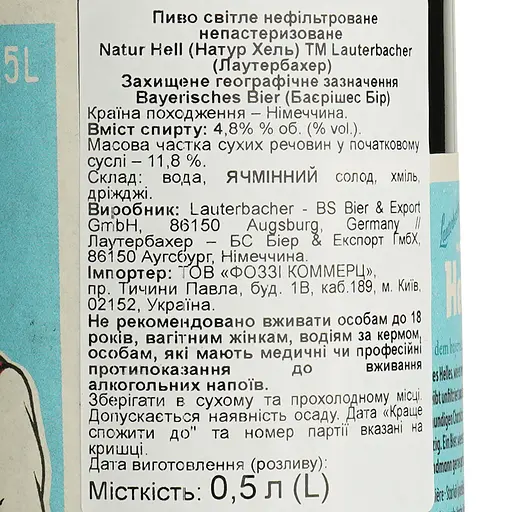 Пиво світле нефільтроване
непастеризоване
Natur Hell (Натур Хель) TM Lauterbacher
(Лаутербахер)
Захищене географічне зазначення
Bayerisches Bier (Баєрішес Бір)
Країна походження – Німеччина.
Вміст спирту: 4,8% % об. (% vol.).
Масова частка сухих речовин у початковому
суслі – 11,8 %.
Склад: вода, ЯЧМІННИЙ солод, хміль,
дріжджі.
Виробник: Lauterbacher - BS Bier & Export
GmbH, 86150 Augsburg, Germany //
Лаутербахер – БС Біер & Експорт ГмбХ,
86150 Аугсбург, Німеччина.
Імпортер: ТОВ «ФОЗЗІ КОММЕРЦ»,
пр. Тичини Павла, буд. 1В, каб.189, м. Київ,
02152, Україна.
Не рекомендовано вживати особам до 18
років, вагітним жінкам, водіям за кермом,
особам, які мають медичні чи професійні
протипоказання до вживання
алкогольних напоїв.
Зберігати в сухому та прохолодному місці.
Допускається наявність осаду. Дата «Краще
спожити до" та номер партії вказані на
кришці.
Дата виготовлення (розливу):
Місткість: 0,5 л (L)
5L